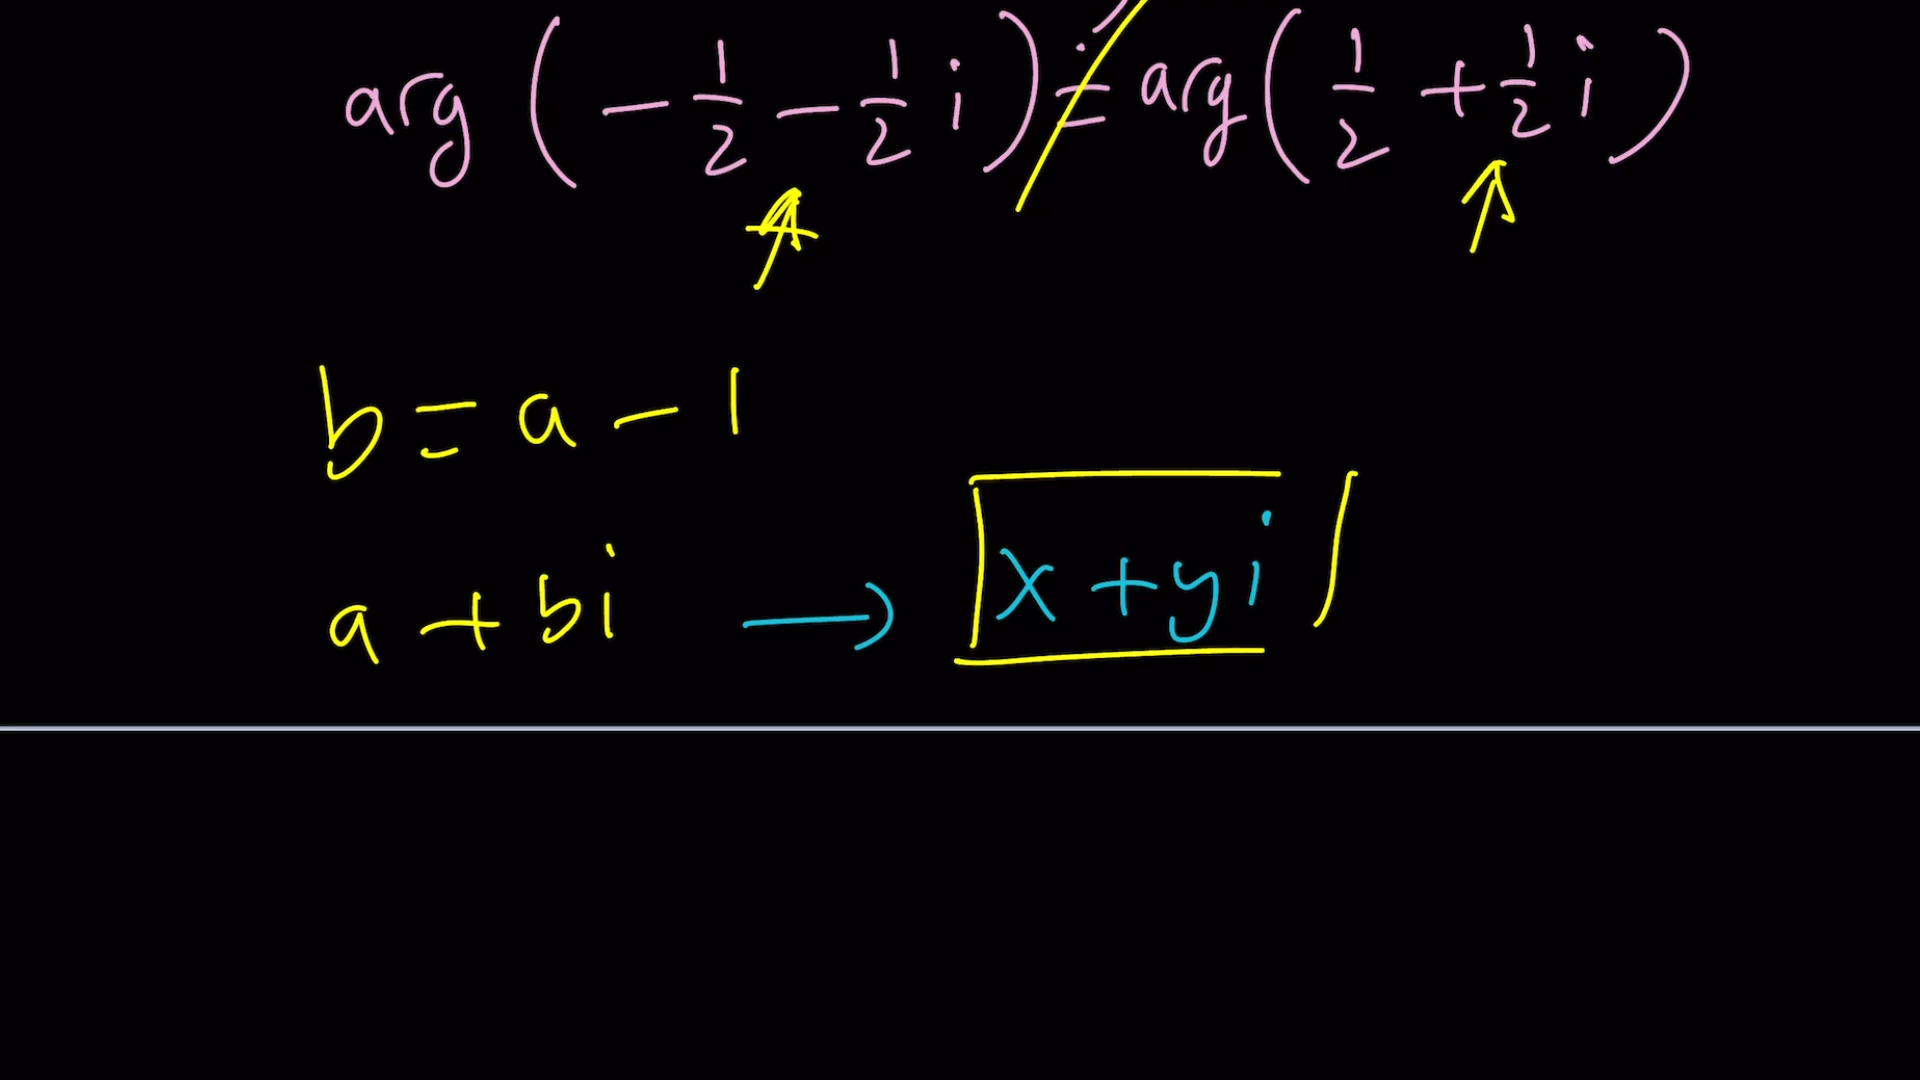 arg ( - 1/2 - 1/2 i ) ≠ arg ( 1/2 + 1/2 i )
b = a - 1
a + bi → x + yi